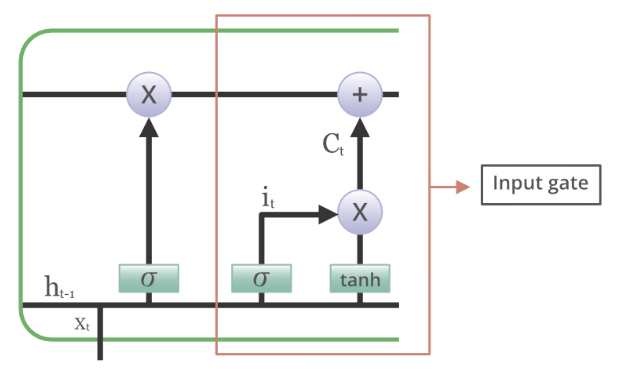 X
+
Cₜ
iₜ
X
Input gate
σ
σ
tanh
hₜ₋₁
xₜ